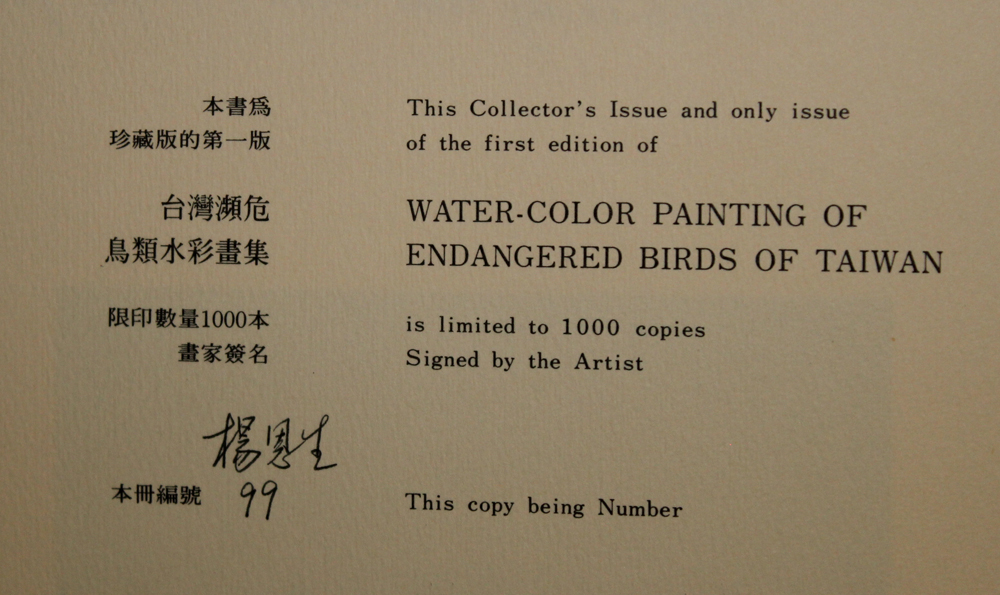 本書爲
珍藏版的第一版
台灣瀕危
鳥類水彩畫集
限印數量1000本
畫家簽名
楊恩生
本冊編號 99
This Collector's Issue and only issue
of the first edition of
WATER-COLOR PAINTING OF
ENDANGERED BIRDS OF TAIWAN
is limited to 1000 copies
Signed by the Artist
This copy being Number